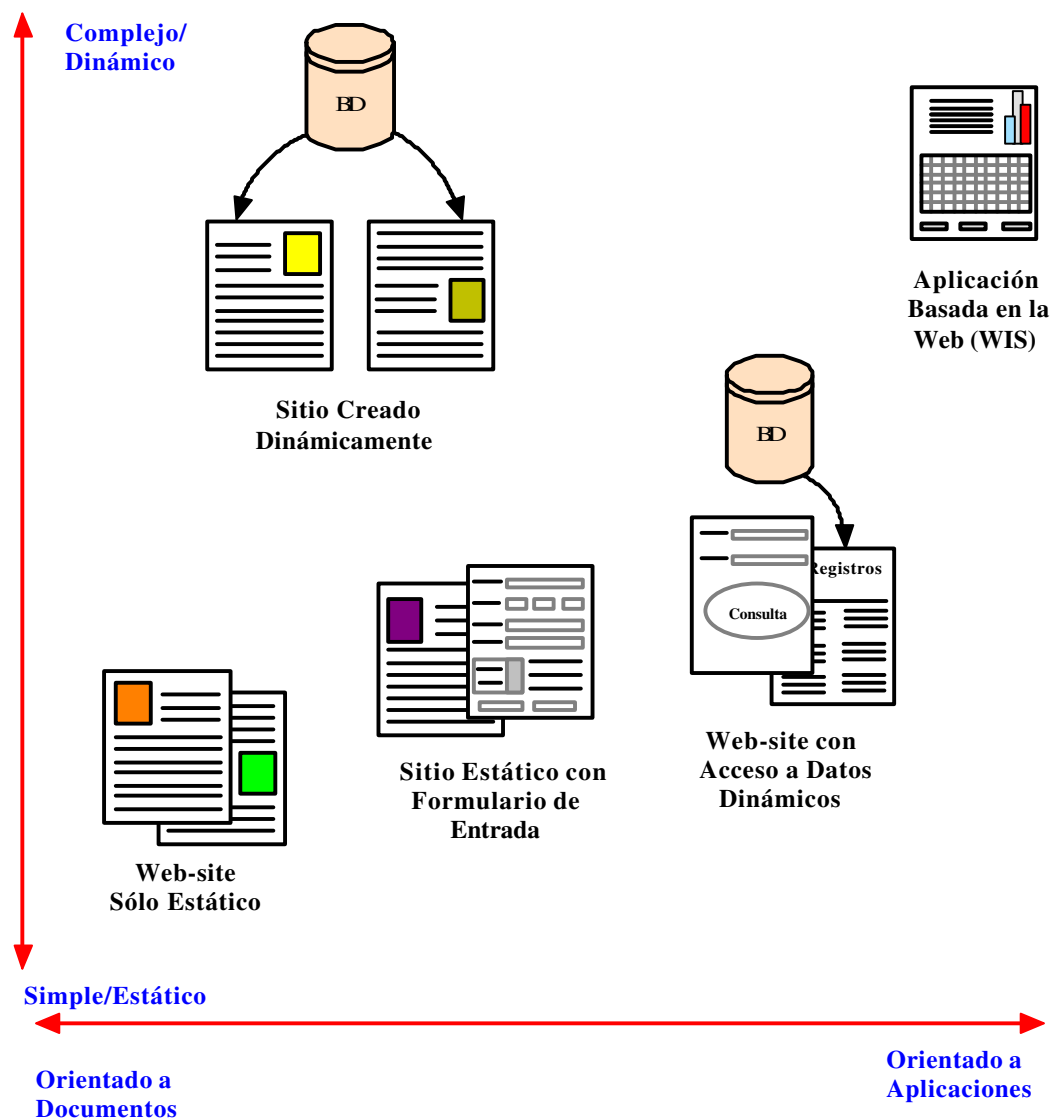 Complejo/
Dinámico
BD
Aplicación
Basada en la
Web (WIS)
Sitio Creado
Dinámicamente
BD
Registros
Consulta
Web-site con
Acceso a Datos
Dinámicos
Sitio Estático con
Formulario de
Entrada
Web-site
Sólo Estático
Simple/Estático
Orientado a
Documentos
Orientado a
Aplicaciones